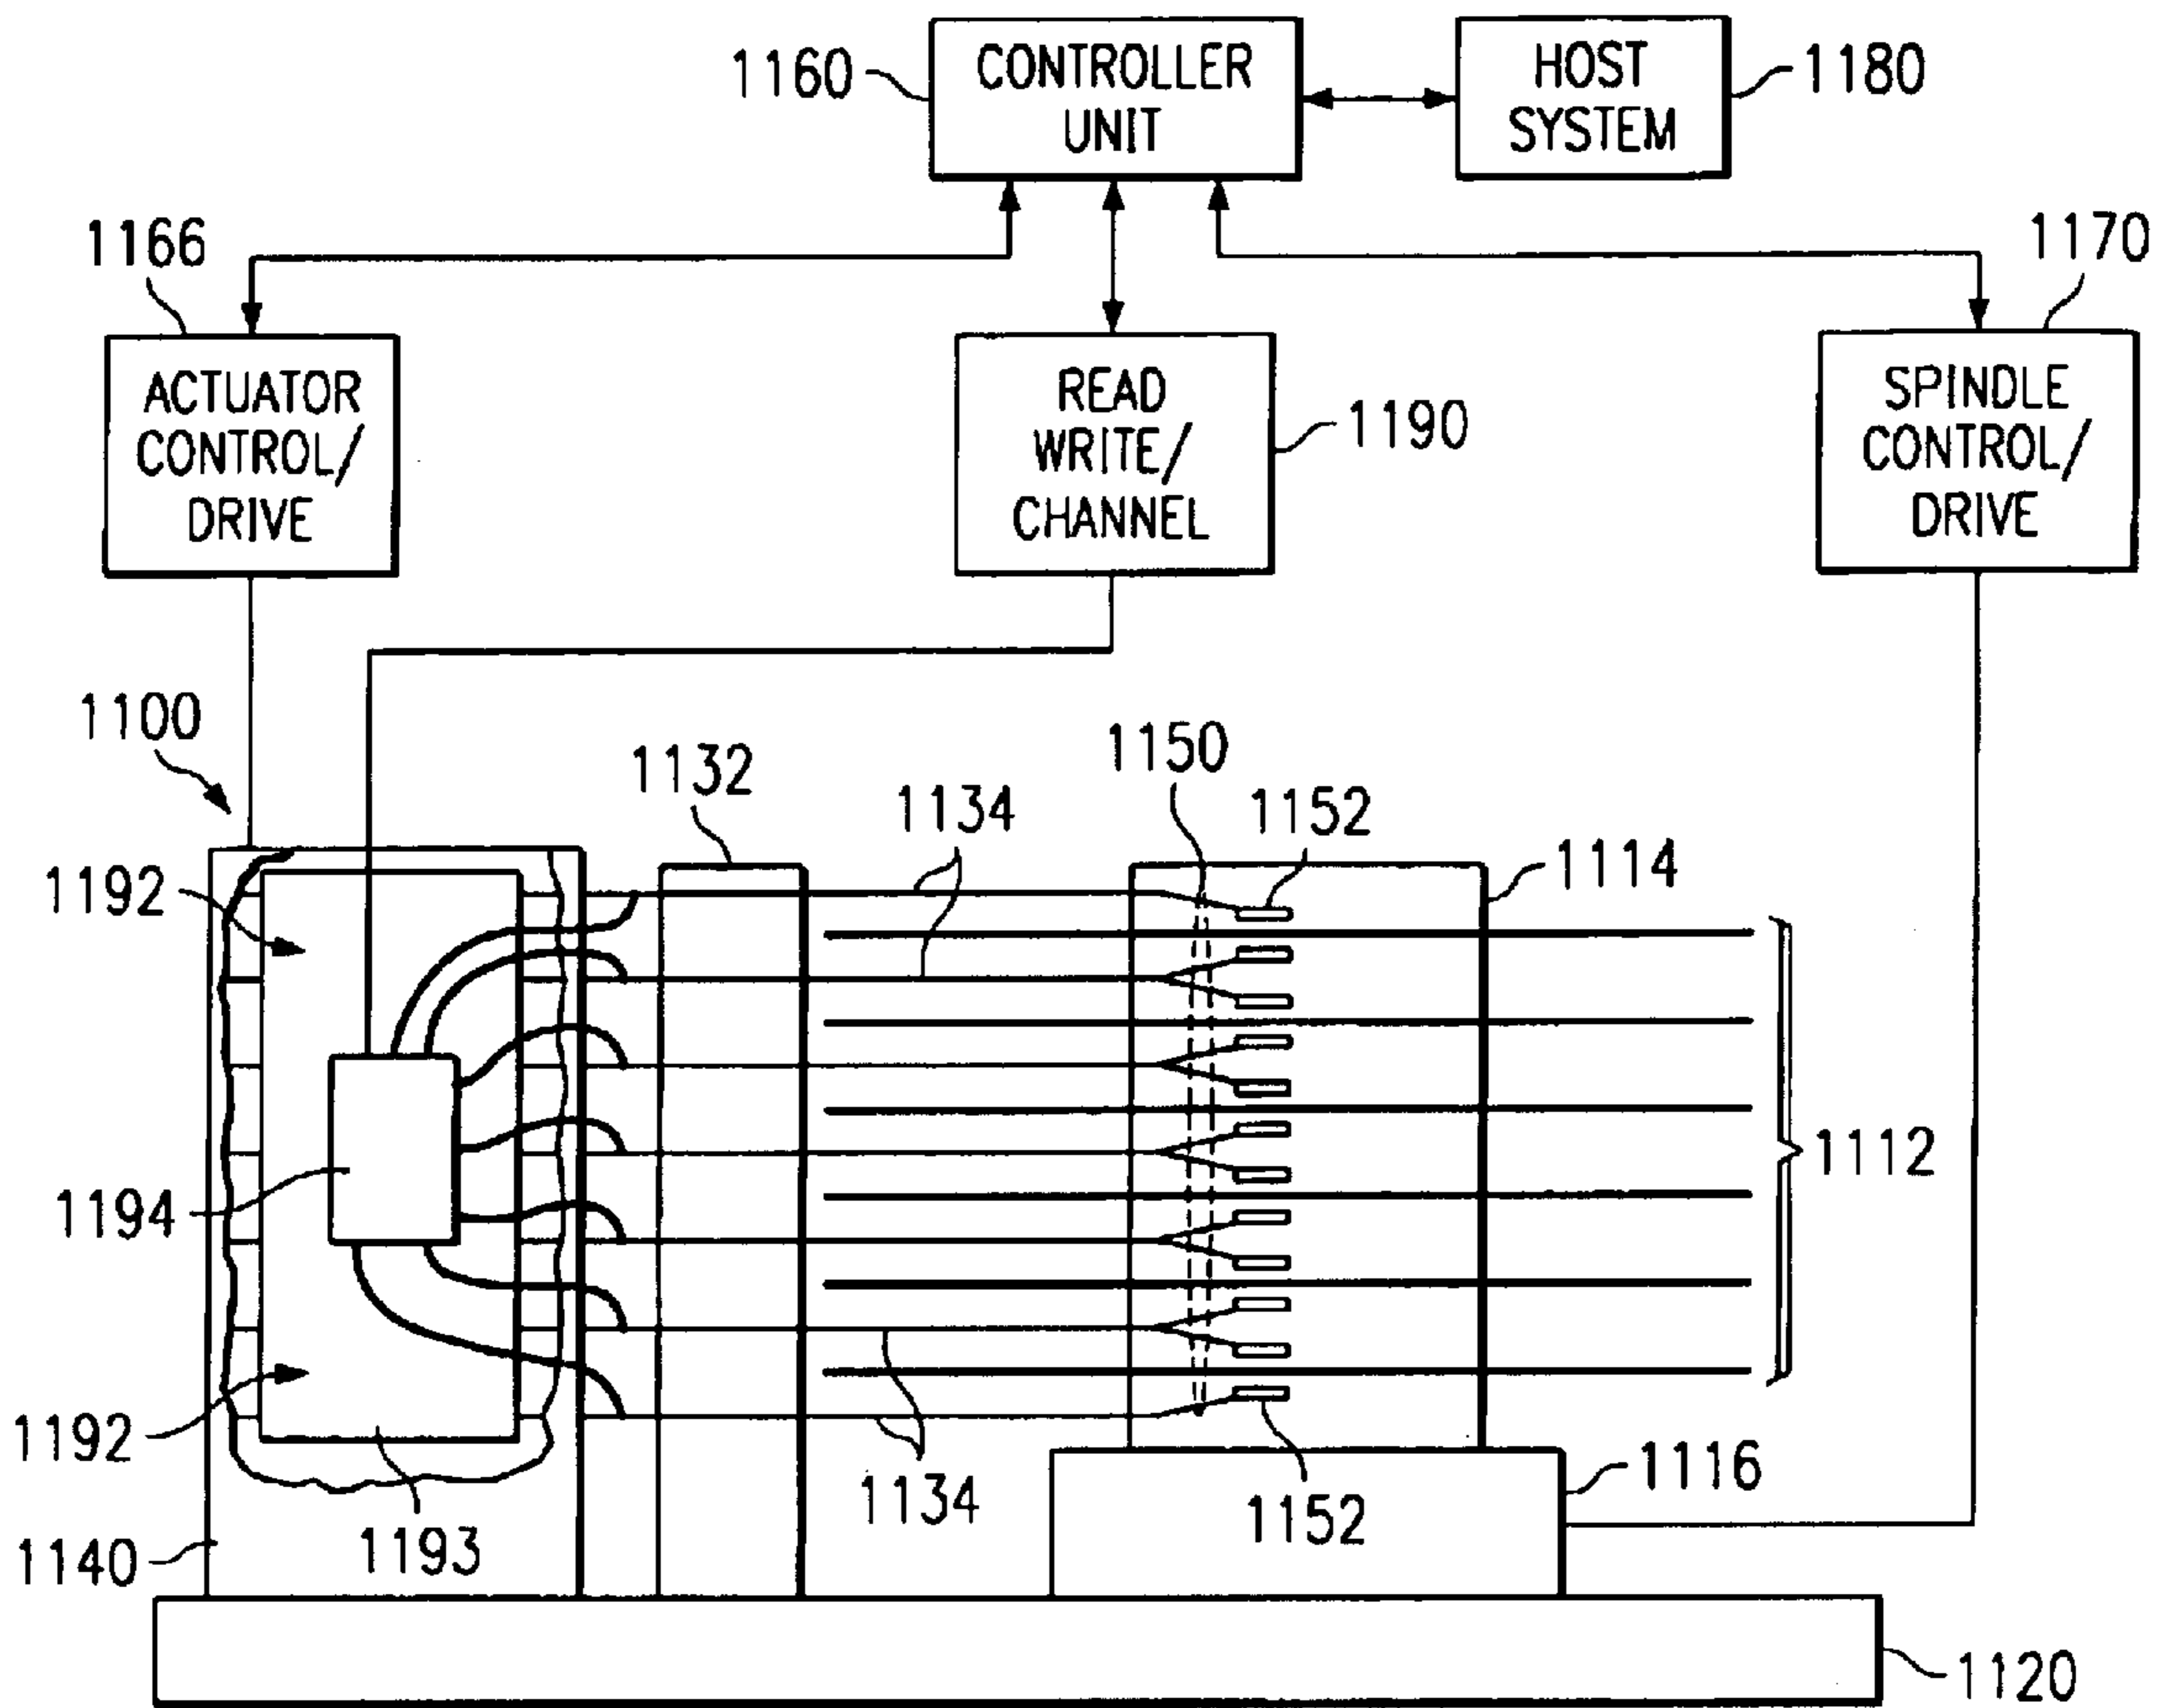 1160
CONTROLLER
UNIT
HOST
SYSTEM
1180
1166
1170
ACTUATOR
CONTROL/
DRIVE
READ
WRITE/
CHANNEL
1190
SPINDLE
CONTROL/
DRIVE
1100
1132
1134
1150
1152
1114
1192
1112
1194
1192
1134
1152
1116
1140
1193
1120